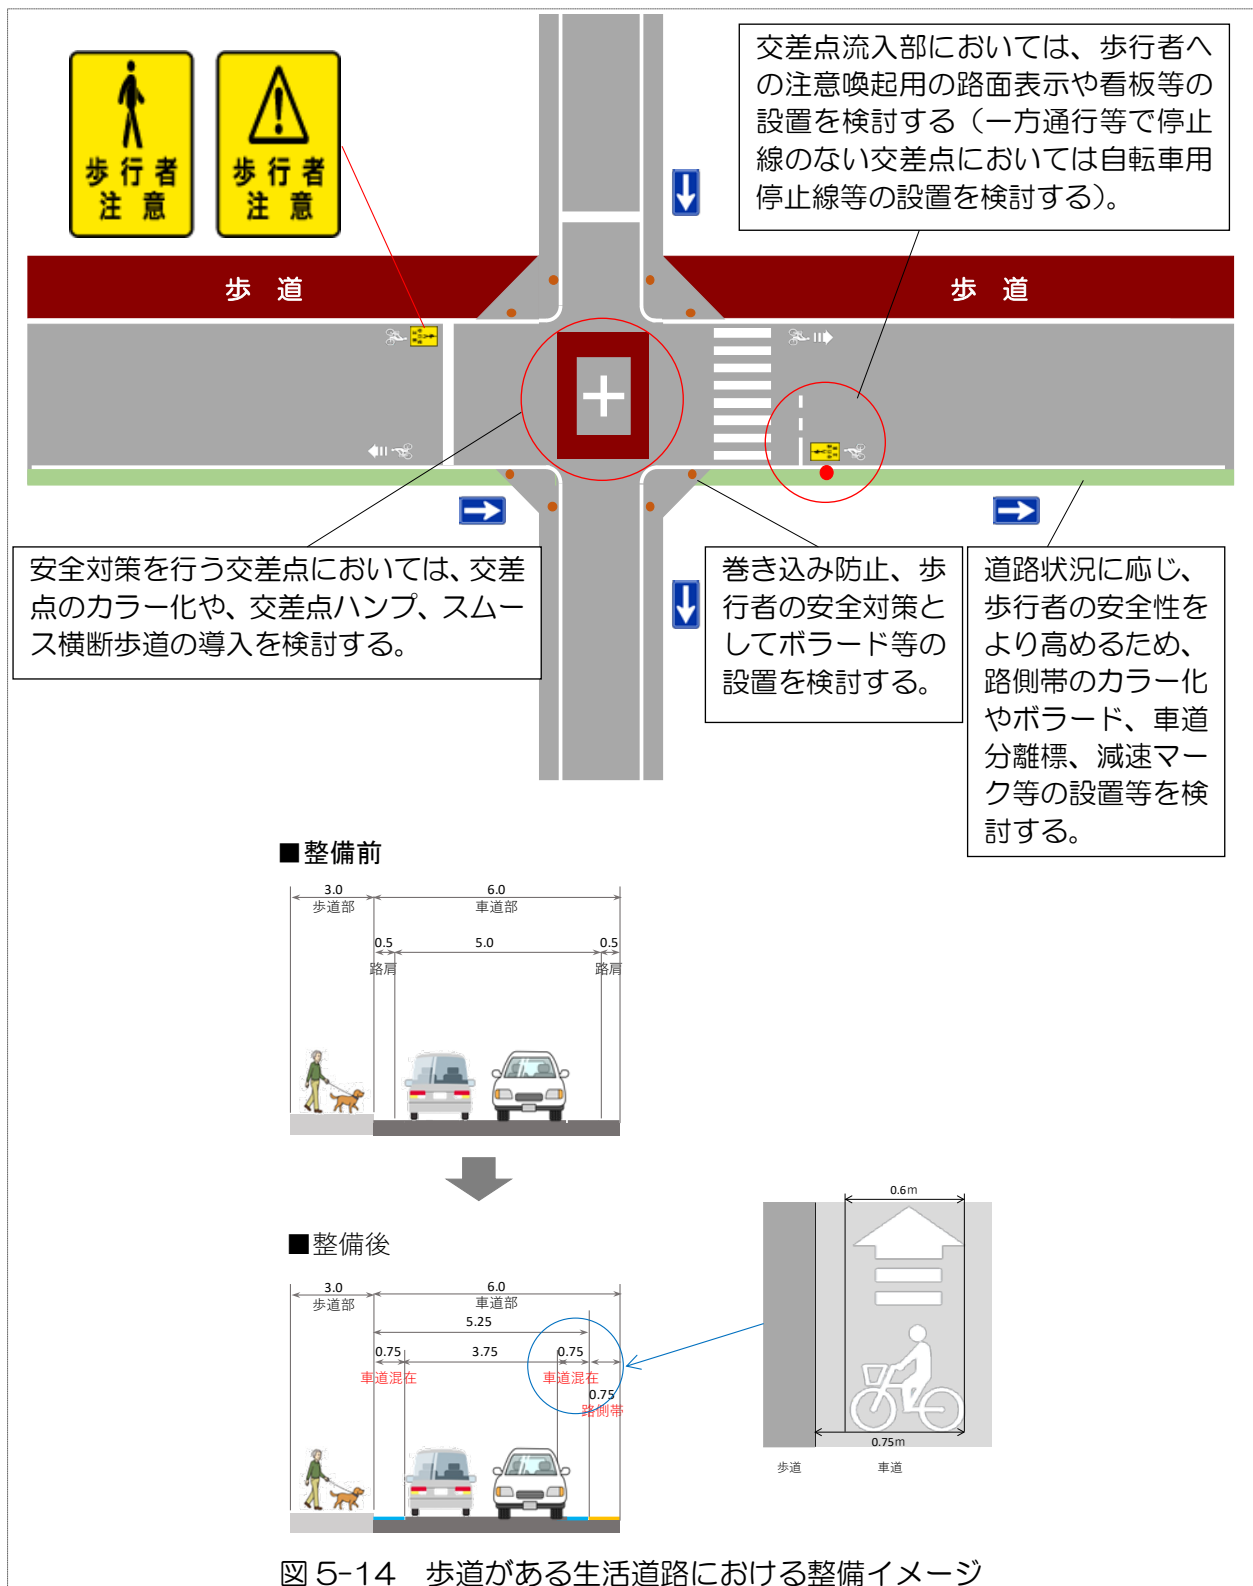 歩行者
注意
歩行者
注意
交差点流入部においては、歩行者へ
の注意喚起用の路面表示や看板等の
設置を検討する（一方通行等で停止
線のない交差点においては自転車用
停止線等の設置を検討する）。
歩 道
歩 道
安全対策を行う交差点においては、交差
点のカラー化や、交差点ハンプ、スムー
ス横断歩道の導入を検討する。
巻き込み防止、歩
行者の安全対策と
してボラード等の
設置を検討する。
道路状況に応じ、
歩行者の安全性を
より高めるため、
路側帯のカラー化
やボラード、車道
分離標、減速マー
ク等の設置等を検
討する。
■整備前
3.0
6.0
歩道部
車道部
0.5
5.0
0.5
路肩
路肩
■整備後
3.0
6.0
歩道部
車道部
5.25
0.75
3.75
0.75
車道混在
車道混在
0.75
路側帯
0.6m
0.75m
歩道
車道
図 5-14 歩道がある生活道路における整備イメージ